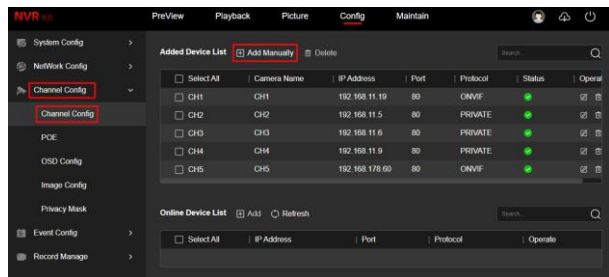 NVR 5.0 PreView Playback Picture Config Maintain
System Config
NetWork Config
Channel Config
Channel Config
POE
OSD Config
Image Config
Privacy Mask
Event Config
Record Manage
Added Device List Add Manually Delete Search...
Select All Camera Name IP Address Port Protocol Status Operat
CH1 CH1 192.168.11.19 80 ONVIF
CH2 CH2 192.168.11.5 80 PRIVATE
CH3 CH3 192.168.11.6 80 PRIVATE
CH4 CH4 192.168.11.9 80 PRIVATE
CH5 CH5 192.168.178.60 80 ONVIF
Online Device List Add Refresh Search...
Select All IP Address Port Protocol Operate